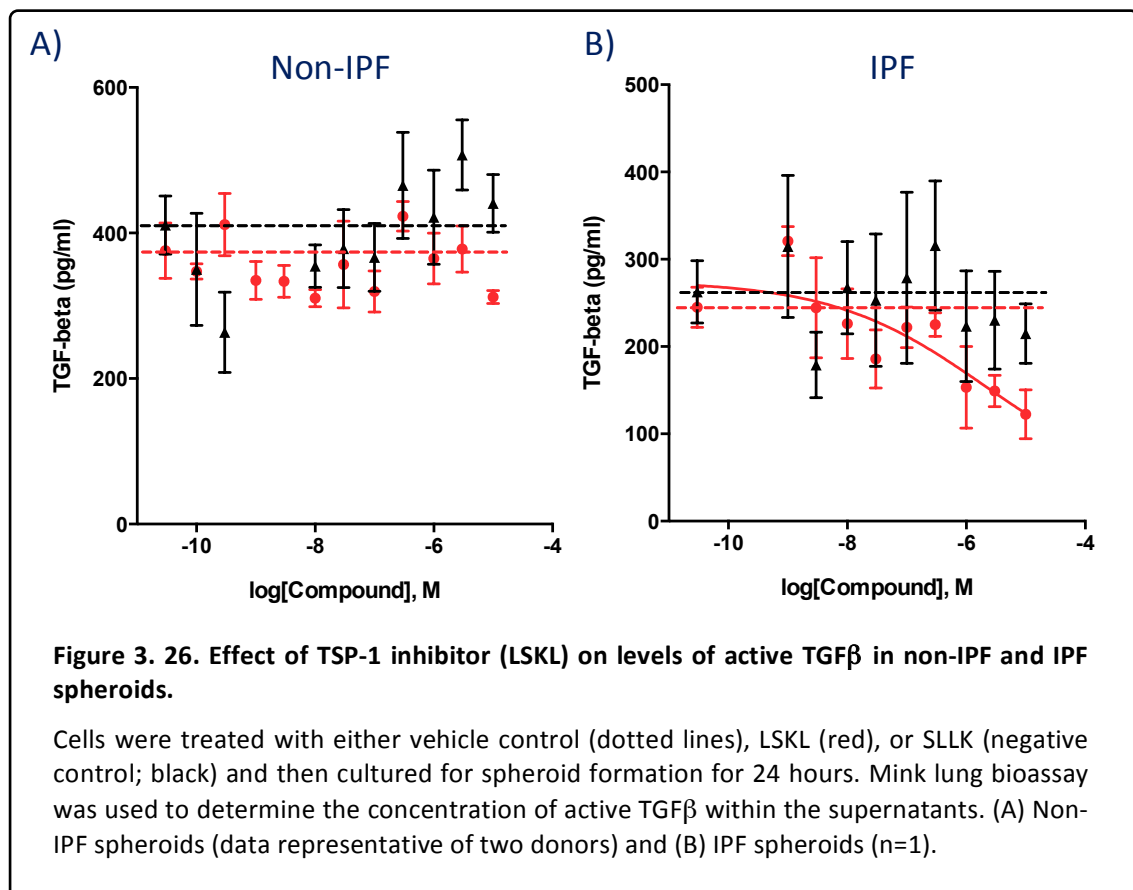 A)
Non-IPF
600
400
200
0
TGF-beta (pg/ml)
-10
-8
-6
-4
log[Compound], M
B)
IPF
500
400
300
200
100
0
TGF-beta (pg/ml)
-10
-8
-6
-4
log[Compound], M
Figure 3. 26. Effect of TSP-1 inhibitor (LSKL) on levels of active TGFβ in non-IPF and IPF
spheroids.
Cells were treated with either vehicle control (dotted lines), LSKL (red), or SLLK (negative
control; black) and then cultured for spheroid formation for 24 hours. Mink lung bioassay
was used to determine the concentration of active TGFβ within the supernatants. (A) Non-
IPF spheroids (data representative of two donors) and (B) IPF spheroids (n=1).